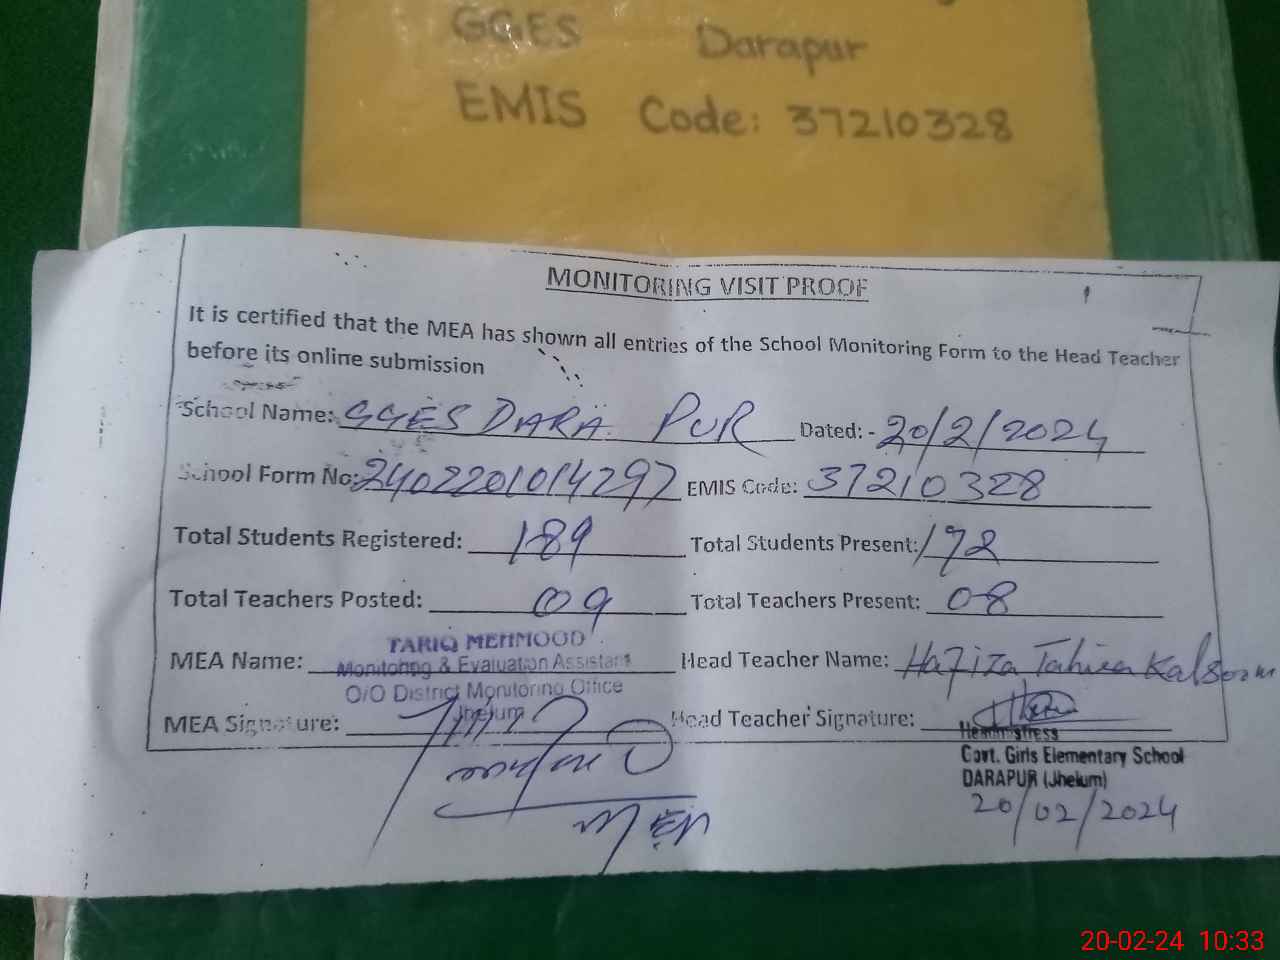 GGES Darapur
EMIS Code: 37210328
MONITORING VISIT PROOF
It is certified that the MEA has shown all entries of the School Monitoring Form to the Head Teacher
before its online submission
School Name: GGES DARA PUR Dated: - 20/2/2024
School Form No: 2402201014297 EMIS Code: 37210328
Total Students Registered: 189 Total Students Present: 172
Total Teachers Posted: 09 Total Teachers Present: 08
MEA Name: TARIQ MEHMOOD Head Teacher Name: Hafiza Tahira Kalsoom
Monitoring & Evaluation Assistant
O/O District Monitoring Office
Jhelum
MEA Signature: Head Teacher Signature:
Headmistress
Govt. Girls Elementary School
DARAPUR (Jhelum)
20/02/2024
20-02-24 10:33